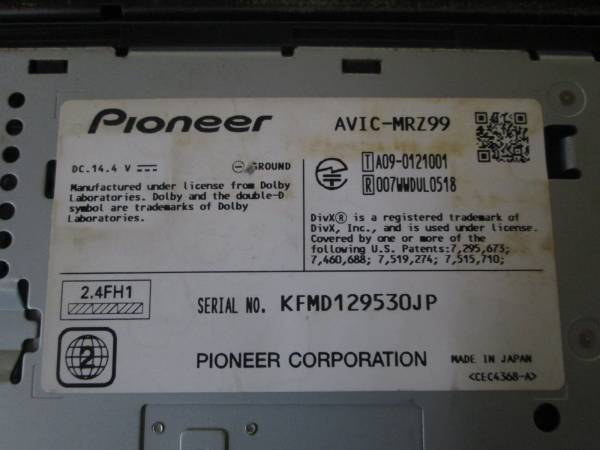 Pioneer
AVIC-MRZ99
DC.14.4 V
GROUND
T A09-0121001
R 007WWDUL0518
Manufactured under license from Dolby
Laboratories. Dolby and the double-D
symbol are trademarks of Dolby
Laboratories.
DivX® is a registered trademark of
DivX, Inc., and is used under license.
Covered by one or more of the
following U.S. Patents:7,295,673;
7,460,688; 7,519,274; 7,515,710;
2.4FH1
SERIAL NO. KFMD129530JP
2
PIONEER CORPORATION
MADE IN JAPAN
<CEC4368-A>